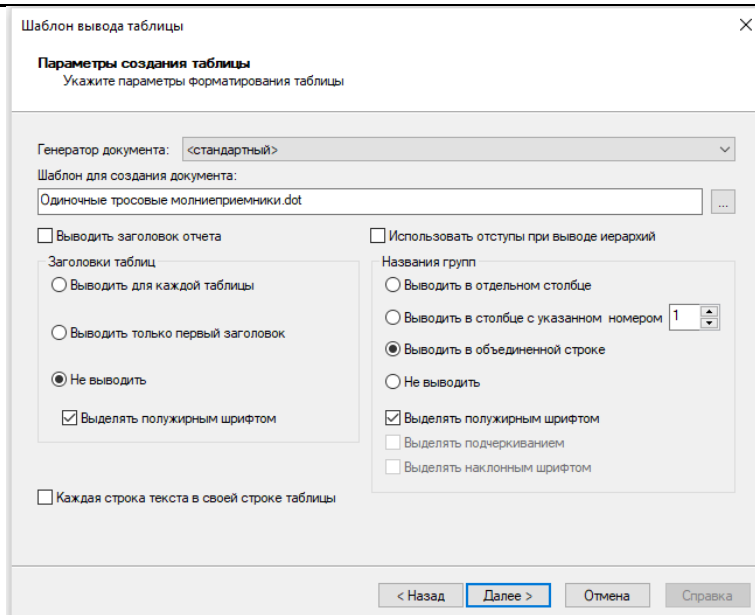 Шаблон вывода таблицы
Параметры создания таблицы
Укажите параметры форматирования таблицы
Генератор документа: <стандартный>
Шаблон для создания документа:
Одиночные тросовые молниеприемники.dot
...
Выводить заголовок отчета
Использовать отступы при выводе иерархий
Заголовки таблиц
Выводить для каждой таблицы
Выводить только первый заголовок
Не выводить
Выделять полужирным шрифтом
Названия групп
Выводить в отдельном столбце
Выводить в столбце с указанном номером 1
Выводить в объединенной строке
Не выводить
Выделять полужирным шрифтом
Выделять подчеркиванием
Выделять наклонным шрифтом
Каждая строка текста в своей строке таблицы
< Назад Далее > Отмена Справка